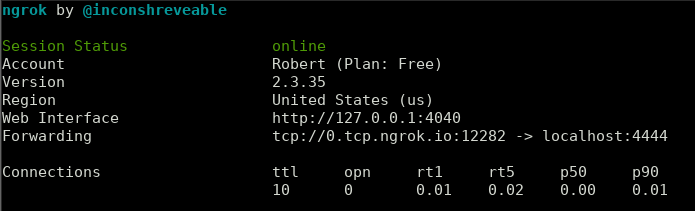 ngrok by @inconshreveable
Session Status online
Account Robert (Plan: Free)
Version 2.3.35
Region United States (us)
Web Interface http://127.0.0.1:4040
Forwarding tcp://0.tcp.ngrok.io:12282 -> localhost:4444
Connections ttl opn rt1 rt5 p50 p90
10 0 0.01 0.02 0.00 0.01